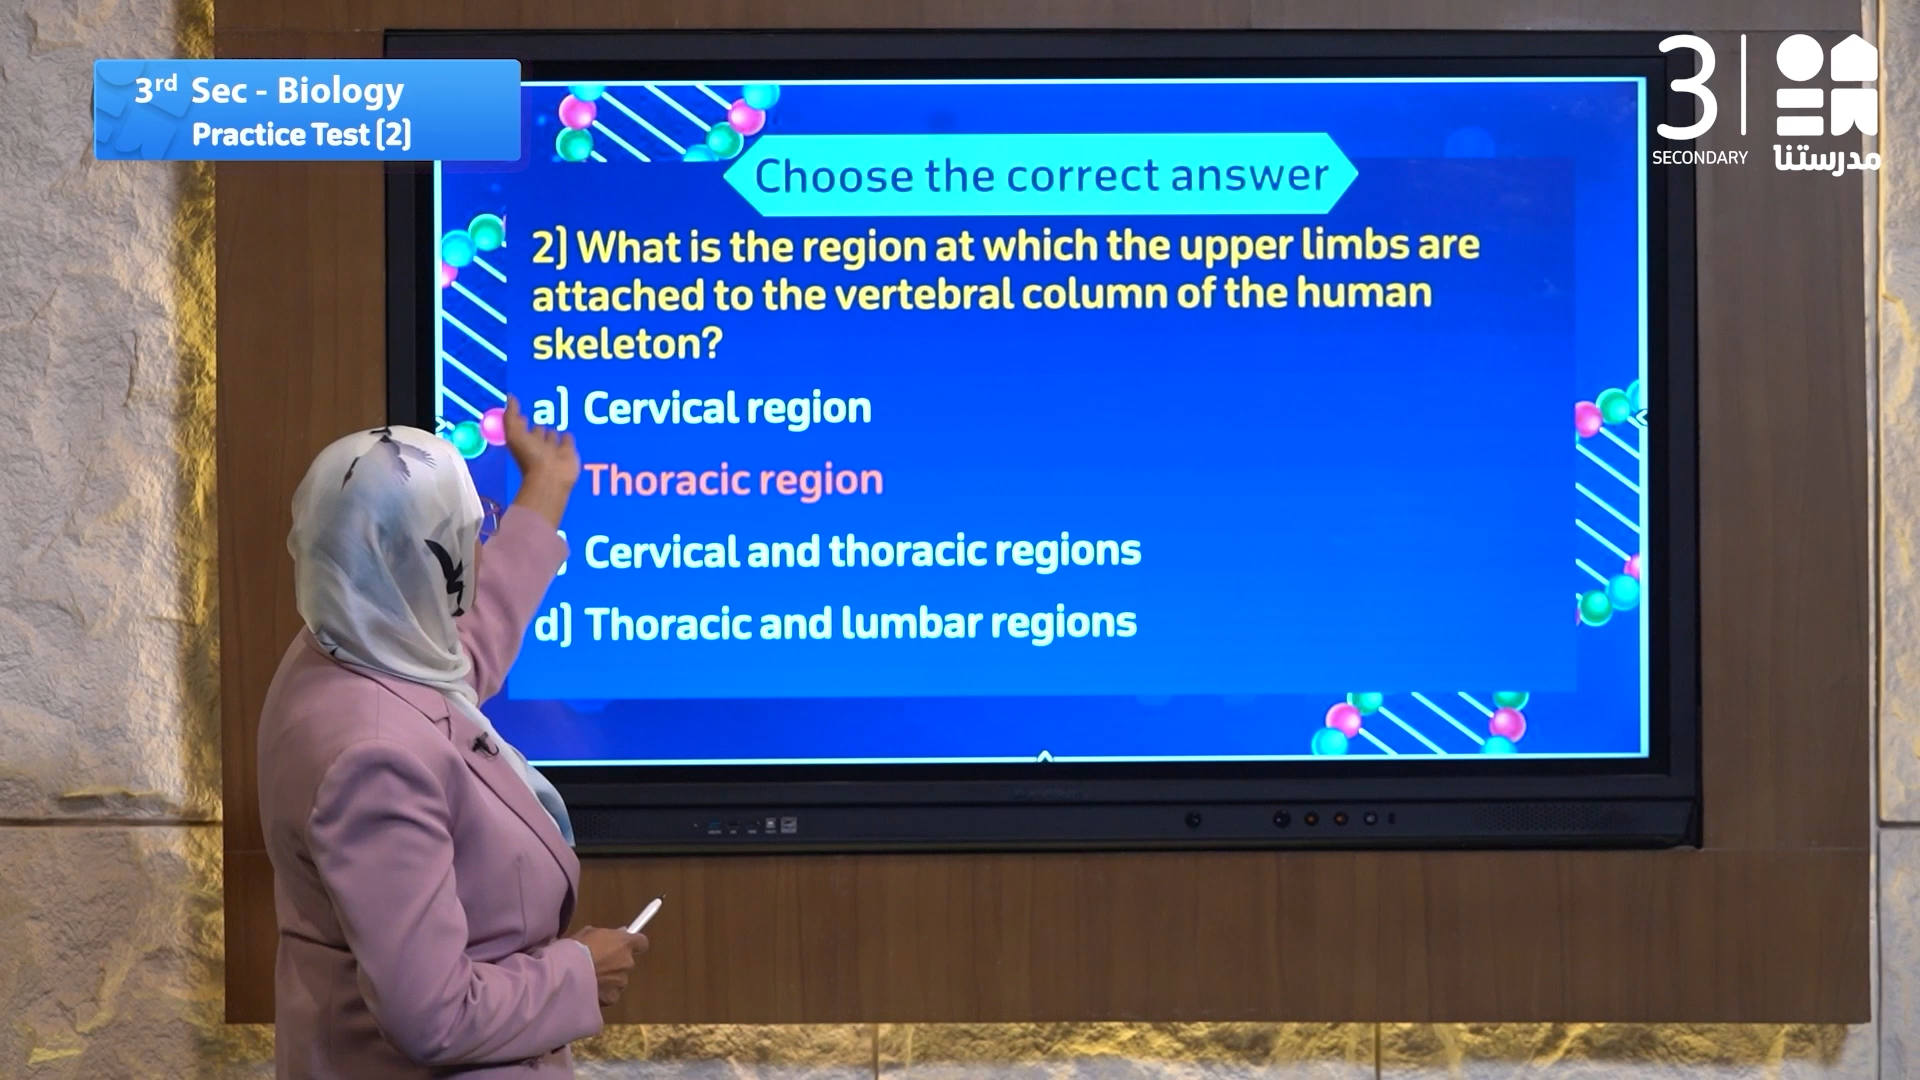 3rd Sec - Biology
Practice Test (2)
3
SECONDARY
مدرستنا
Choose the correct answer
2) What is the region at which the upper limbs are
attached to the vertebral column of the human
skeleton?
a) Cervical region
Thoracic region
) Cervical and thoracic regions
d) Thoracic and lumbar regions